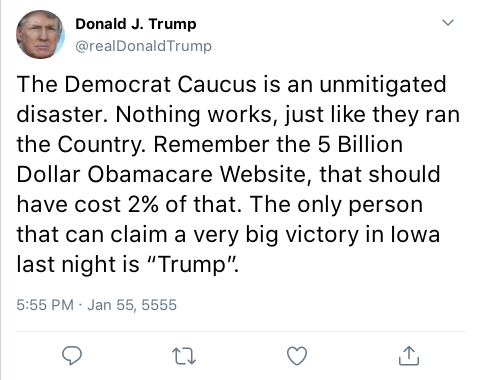 Donald J. Trump
@realDonaldTrump
The Democrat Caucus is an unmitigated
disaster. Nothing works, just like they ran
the Country. Remember the 5 Billion
Dollar Obamacare Website, that should
have cost 2% of that. The only person
that can claim a very big victory in Iowa
last night is “Trump”.
5:55 PM · Jan 55, 5555